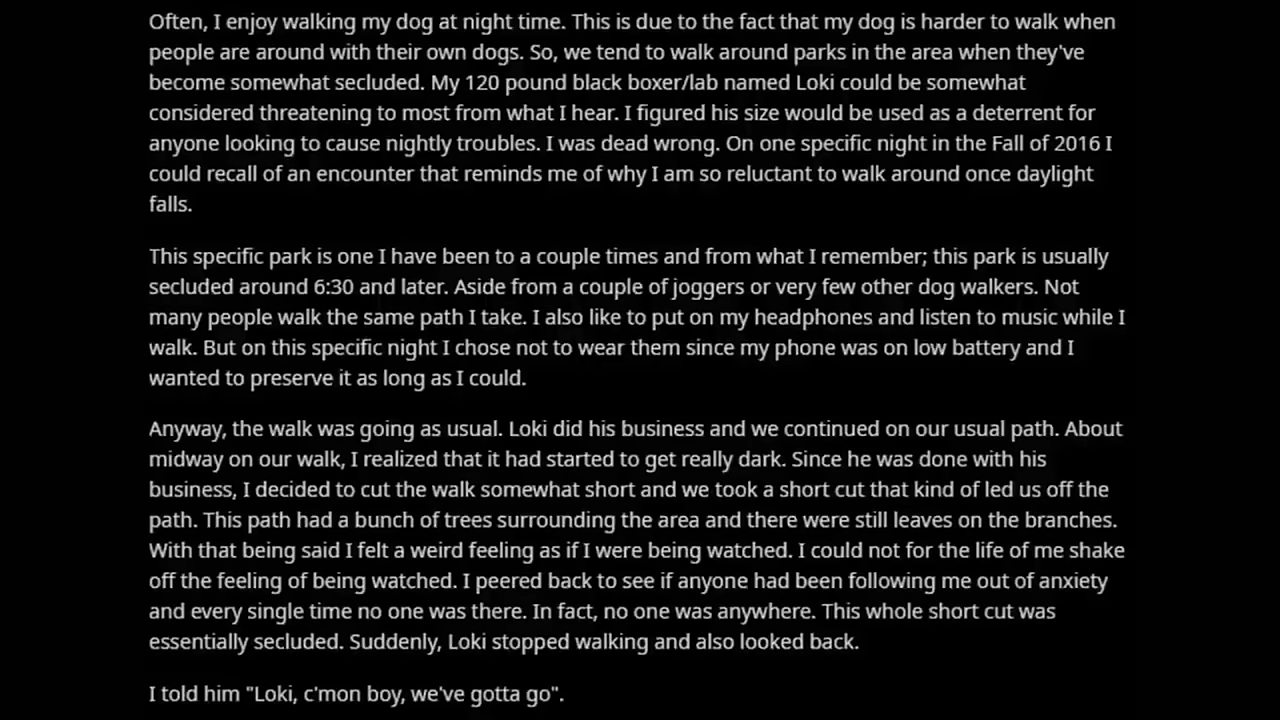 Often, I enjoy walking my dog at night time. This is due to the fact that my dog is harder to walk when
people are around with their own dogs. So, we tend to walk around parks in the area when they've
become somewhat secluded. My 120 pound black boxer/lab named Loki could be somewhat
considered threatening to most from what I hear. I figured his size would be used as a deterrent for
anyone looking to cause nightly troubles. I was dead wrong. On one specific night in the Fall of 2016 I
could recall of an encounter that reminds me of why I am so reluctant to walk around once daylight
falls.
This specific park is one I have been to a couple times and from what I remember; this park is usually
secluded around 6:30 and later. Aside from a couple of joggers or very few other dog walkers. Not
many people walk the same path I take. I also like to put on my headphones and listen to music while I
walk. But on this specific night I chose not to wear them since my phone was on low battery and I
wanted to preserve it as long as I could.
Anyway, the walk was going as usual. Loki did his business and we continued on our usual path. About
midway on our walk, I realized that it had started to get really dark. Since he was done with his
business, I decided to cut the walk somewhat short and we took a short cut that kind of led us off the
path. This path had a bunch of trees surrounding the area and there were still leaves on the branches.
With that being said I felt a weird feeling as if I were being watched. I could not for the life of me shake
off the feeling of being watched. I peered back to see if anyone had been following me out of anxiety
and every single time no one was there. In fact, no one was anywhere. This whole short cut was
essentially secluded. Suddenly, Loki stopped walking and also looked back.
I told him "Loki, c'mon boy, we've gotta go".